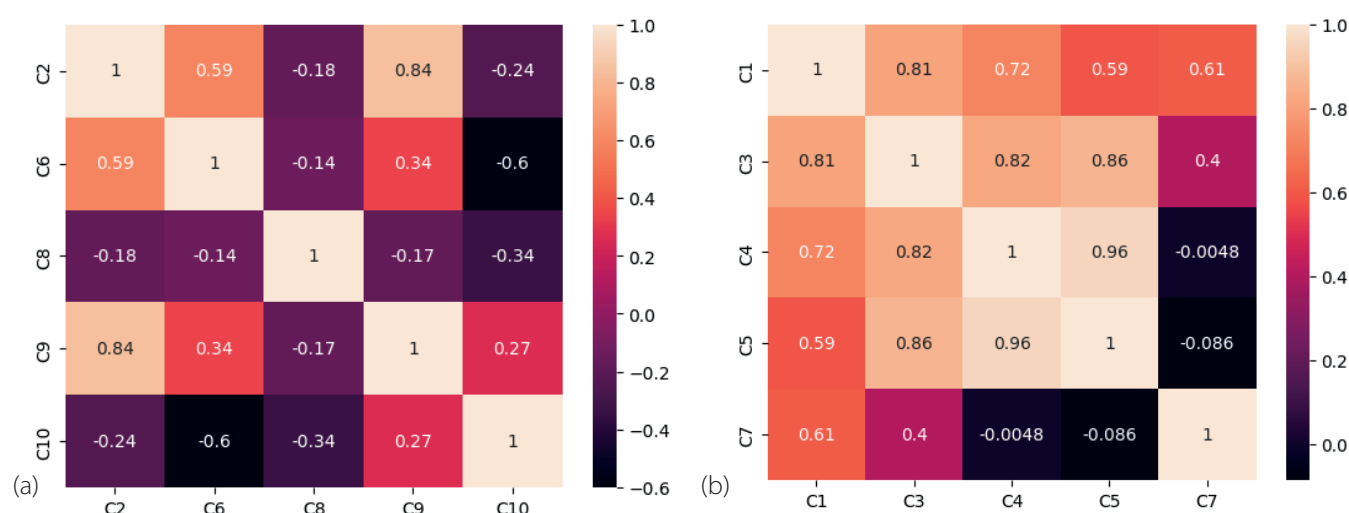 C2 1 0.59 -0.18 0.84 -0.24
C6 0.59 1 -0.14 0.34 -0.6
C8 -0.18 -0.14 1 -0.17 -0.34
C9 0.84 0.34 -0.17 1 0.27
C10 -0.24 -0.6 -0.34 0.27 1
C2 C6 C8 C9 C10
1.0
0.8
0.6
0.4
0.2
0.0
−0.2
−0.4
−0.6
(a)
C1 1 0.81 0.72 0.59 0.61
C3 0.81 1 0.82 0.86 0.4
C4 0.72 0.82 1 0.96 -0.0048
C5 0.59 0.86 0.96 1 -0.086
C7 0.61 0.4 -0.0048 -0.086 1
C1 C3 C4 C5 C7
1.0
0.8
0.6
0.4
0.2
0.0
(b)